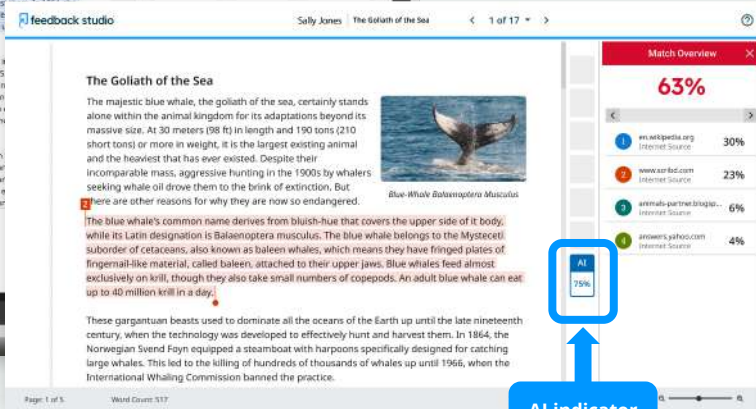 feedback studio
Sally Jones The Goliath of the Sea
1 of 17
The Goliath of the Sea
The majestic blue whale, the goliath of the sea, certainly stands
alone within the animal kingdom for its adaptations beyond its
massive size. At 30 meters (98 ft) in length and 190 tons (210
short tons) or more in weight, it is the largest existing animal
and the heaviest that has ever existed. Despite their
incomparable mass, aggressive hunting in the 1900s by whalers
seeking whale oil drove them to the brink of extinction. But
there are other reasons for why they are now so endangered.
Blue-Whale Balaenoptera Musculus
2
The blue whale's common name derives from bluish-hue that covers the upper side of it body,
while its Latin designation is Balaenoptera musculus. The blue whale belongs to the Mysteceti
suborder of cetaceans, also known as baleen whales, which means they have fringed plates of
fingernail-like material, called baleen, attached to their upper jaws. Blue whales feed almost
exclusively on krill, though they also take small numbers of copepods. An adult blue whale can eat
up to 40 million krill in a day.
These gargantuan beasts used to dominate all the oceans of the Earth up until the late nineteenth
century, when the technology was developed to effectively hunt and harvest them. In 1864, the
Norwegian Svend Foyn equipped a steamboat with harpoons specifically designed for catching
large whales. This led to the killing of hundreds of thousands of whales up until 1966, when the
International Whaling Commission banned the practice.
Page: 1 of 5 Word Count: 517
AI
75%
AI indicator
Match Overview
63%
1 en.wikipedia.org 30%
Internet Source
2 www.scribd.com 23%
Internet Source
3 animals-partner.blogsp... 6%
Internet Source
4 answers.yahoo.com 4%
Internet Source